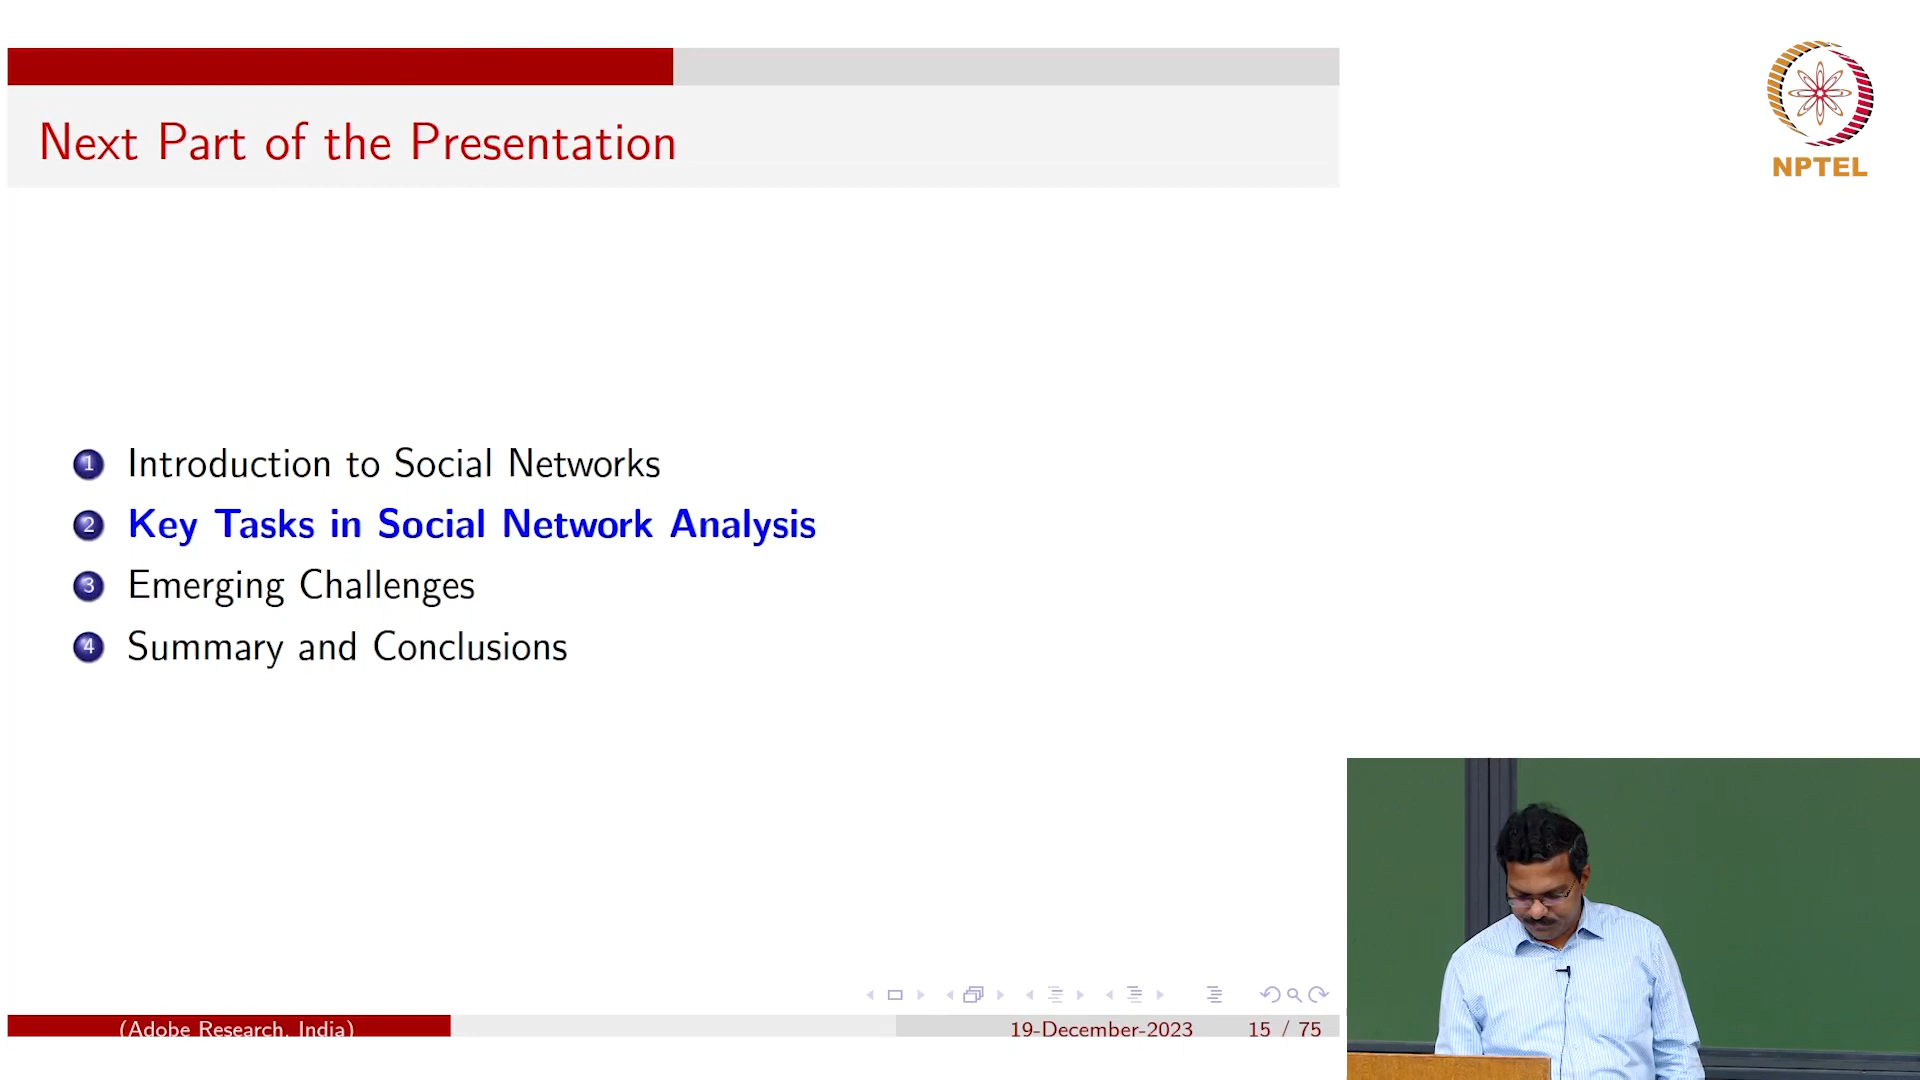 Next Part of the Presentation
NPTEL
1 Introduction to Social Networks
2 Key Tasks in Social Network Analysis
3 Emerging Challenges
4 Summary and Conclusions
(Adobe Research, India)
19-December-2023
15 / 75